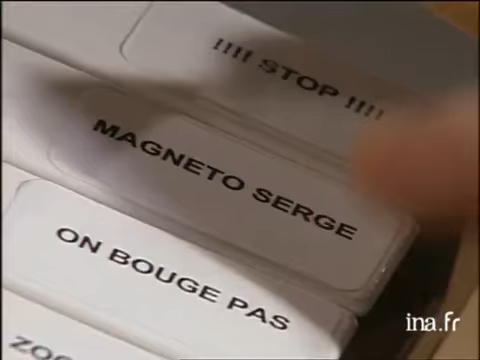 !!!! STOP !!!!
MAGNETO SERGE
ON BOUGE PAS
ina.fr